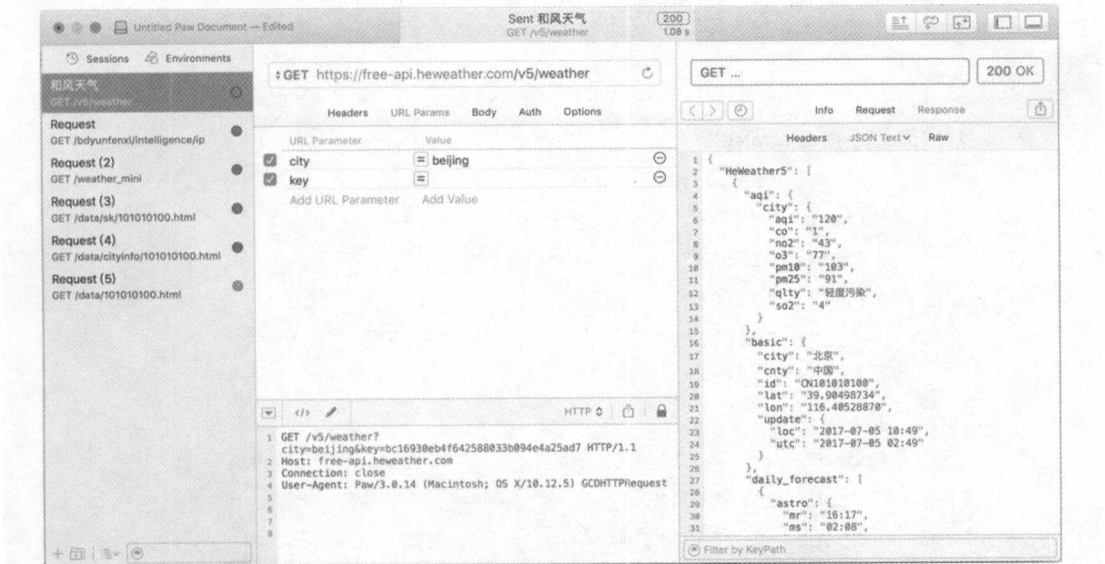 Untitled Paw Document — Edited
Sent 和风天气
GET /v5/weather
200
1.08 s
Sessions
Environments
和风天气
GET /v5/weather
Request
GET /bdyunfenxi/intelligence/ip
Request (2)
GET /weather_mini
Request (3)
GET /data/sk/101010100.html
Request (4)
GET /data/cityinfo/101010100.html
Request (5)
GET /data/101010100.html
GET https://free-api.heweather.com/v5/weather
Headers URL Params Body Auth Options
URL Parameter Value
city = beijing
key =
Add URL Parameter Add Value
</> HTTP
1 GET /v5/weather?
city=beijing&key=bc16930eb4f642588033b094e4a25ad7 HTTP/1.1
2 Host: free-api.heweather.com
3 Connection: close
4 User-Agent: Paw/3.0.14 (Macintosh; OS X/10.12.5) GCDHTTPRequest
5
6
7
8
GET ...
200 OK
Info Request Response
Headers JSON Text Raw
1 {
2 "HeWeather5": [
3 {
4 "aqi": {
5 "city": {
6 "aqi": "120",
7 "co": "1",
8 "no2": "43",
9 "o3": "77",
10 "pm10": "103",
11 "pm25": "91",
12 "qlty": "轻度污染",
13 "so2": "4"
14 }
15 },
16 "basic": {
17 "city": "北京",
18 "cnty": "中国",
19 "id": "CN101010100",
20 "lat": "39.90498734",
21 "lon": "116.40528870",
22 "update": {
23 "loc": "2017-07-05 10:49",
24 "utc": "2017-07-05 02:49"
25 }
26 },
27 "daily_forecast": [
28 {
29 "astro": {
30 "mr": "16:17",
31 "ms": "02:08",
Filter by KeyPath